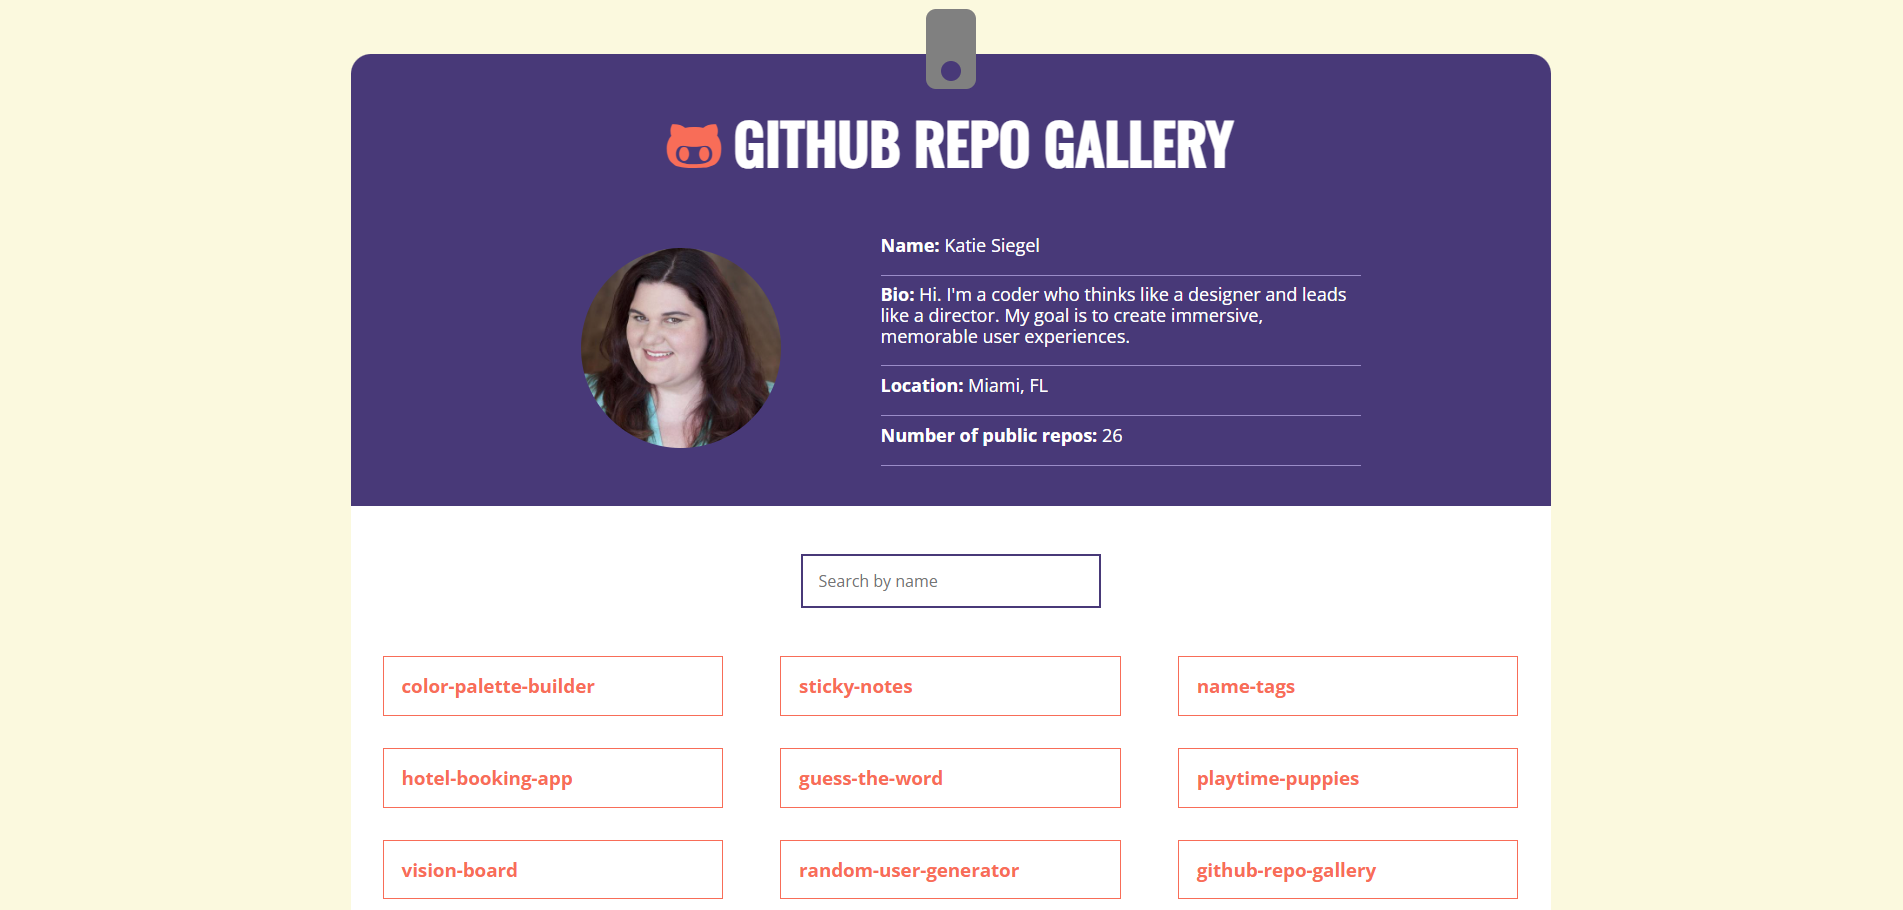 GITHUB REPO GALLERY
Name: Katie Siegel
Bio: Hi. I'm a coder who thinks like a designer and leads
like a director. My goal is to create immersive,
memorable user experiences.
Location: Miami, FL
Number of public repos: 26
Search by name
color-palette-builder
sticky-notes
name-tags
hotel-booking-app
guess-the-word
playtime-puppies
vision-board
random-user-generator
github-repo-gallery